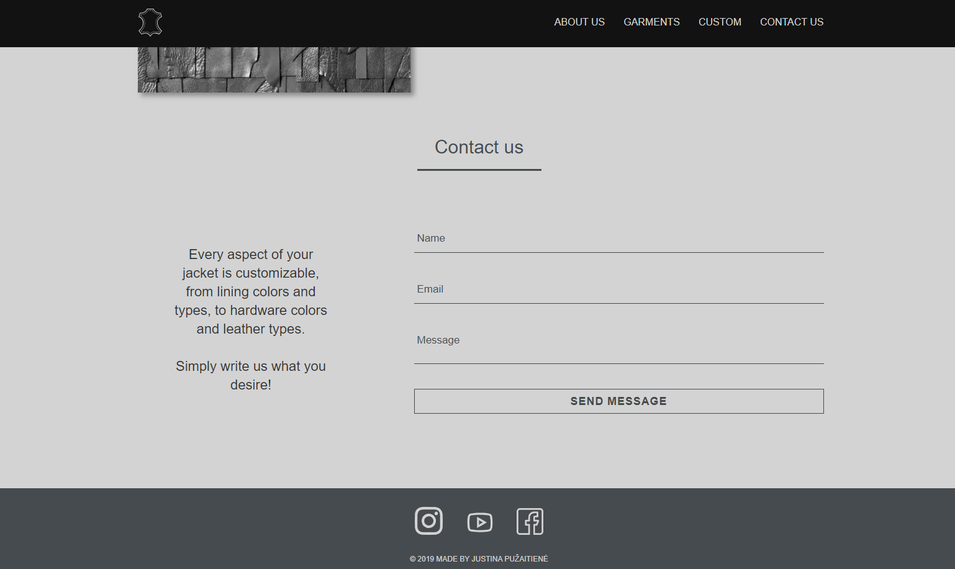 ABOUT US GARMENTS CUSTOM CONTACT US
Contact us
Every aspect of your
jacket is customizable,
from lining colors and
types, to hardware colors
and leather types.
Simply write us what you
desire!
Name
Email
Message
SEND MESSAGE
© 2019 MADE BY JUSTINA PUŽAITIENĖ